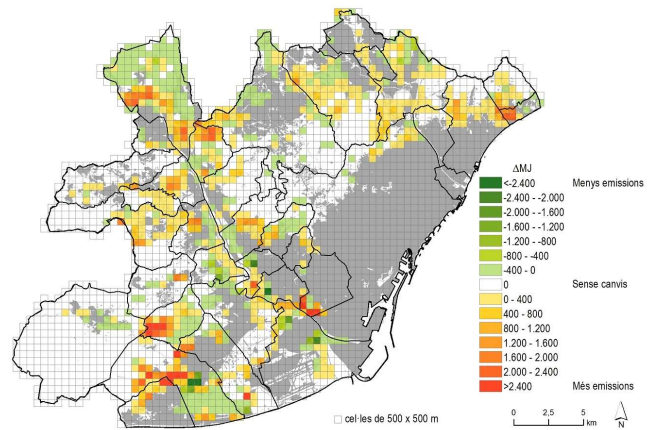 ΔMJ
<-2.400 Menys emissions
-2.400 - -2.000
-2.000 - -1.600
-1.600 - -1.200
-1.200 - -800
-800 - -400
-400 - 0
0 Sense canvis
0 - 400
400 - 800
800 - 1.200
1.200 - 1.600
1.600 - 2.000
2.000 - 2.400
>2.400 Més emissions
cel·les de 500 x 500 m
0 2,5 5
km
N